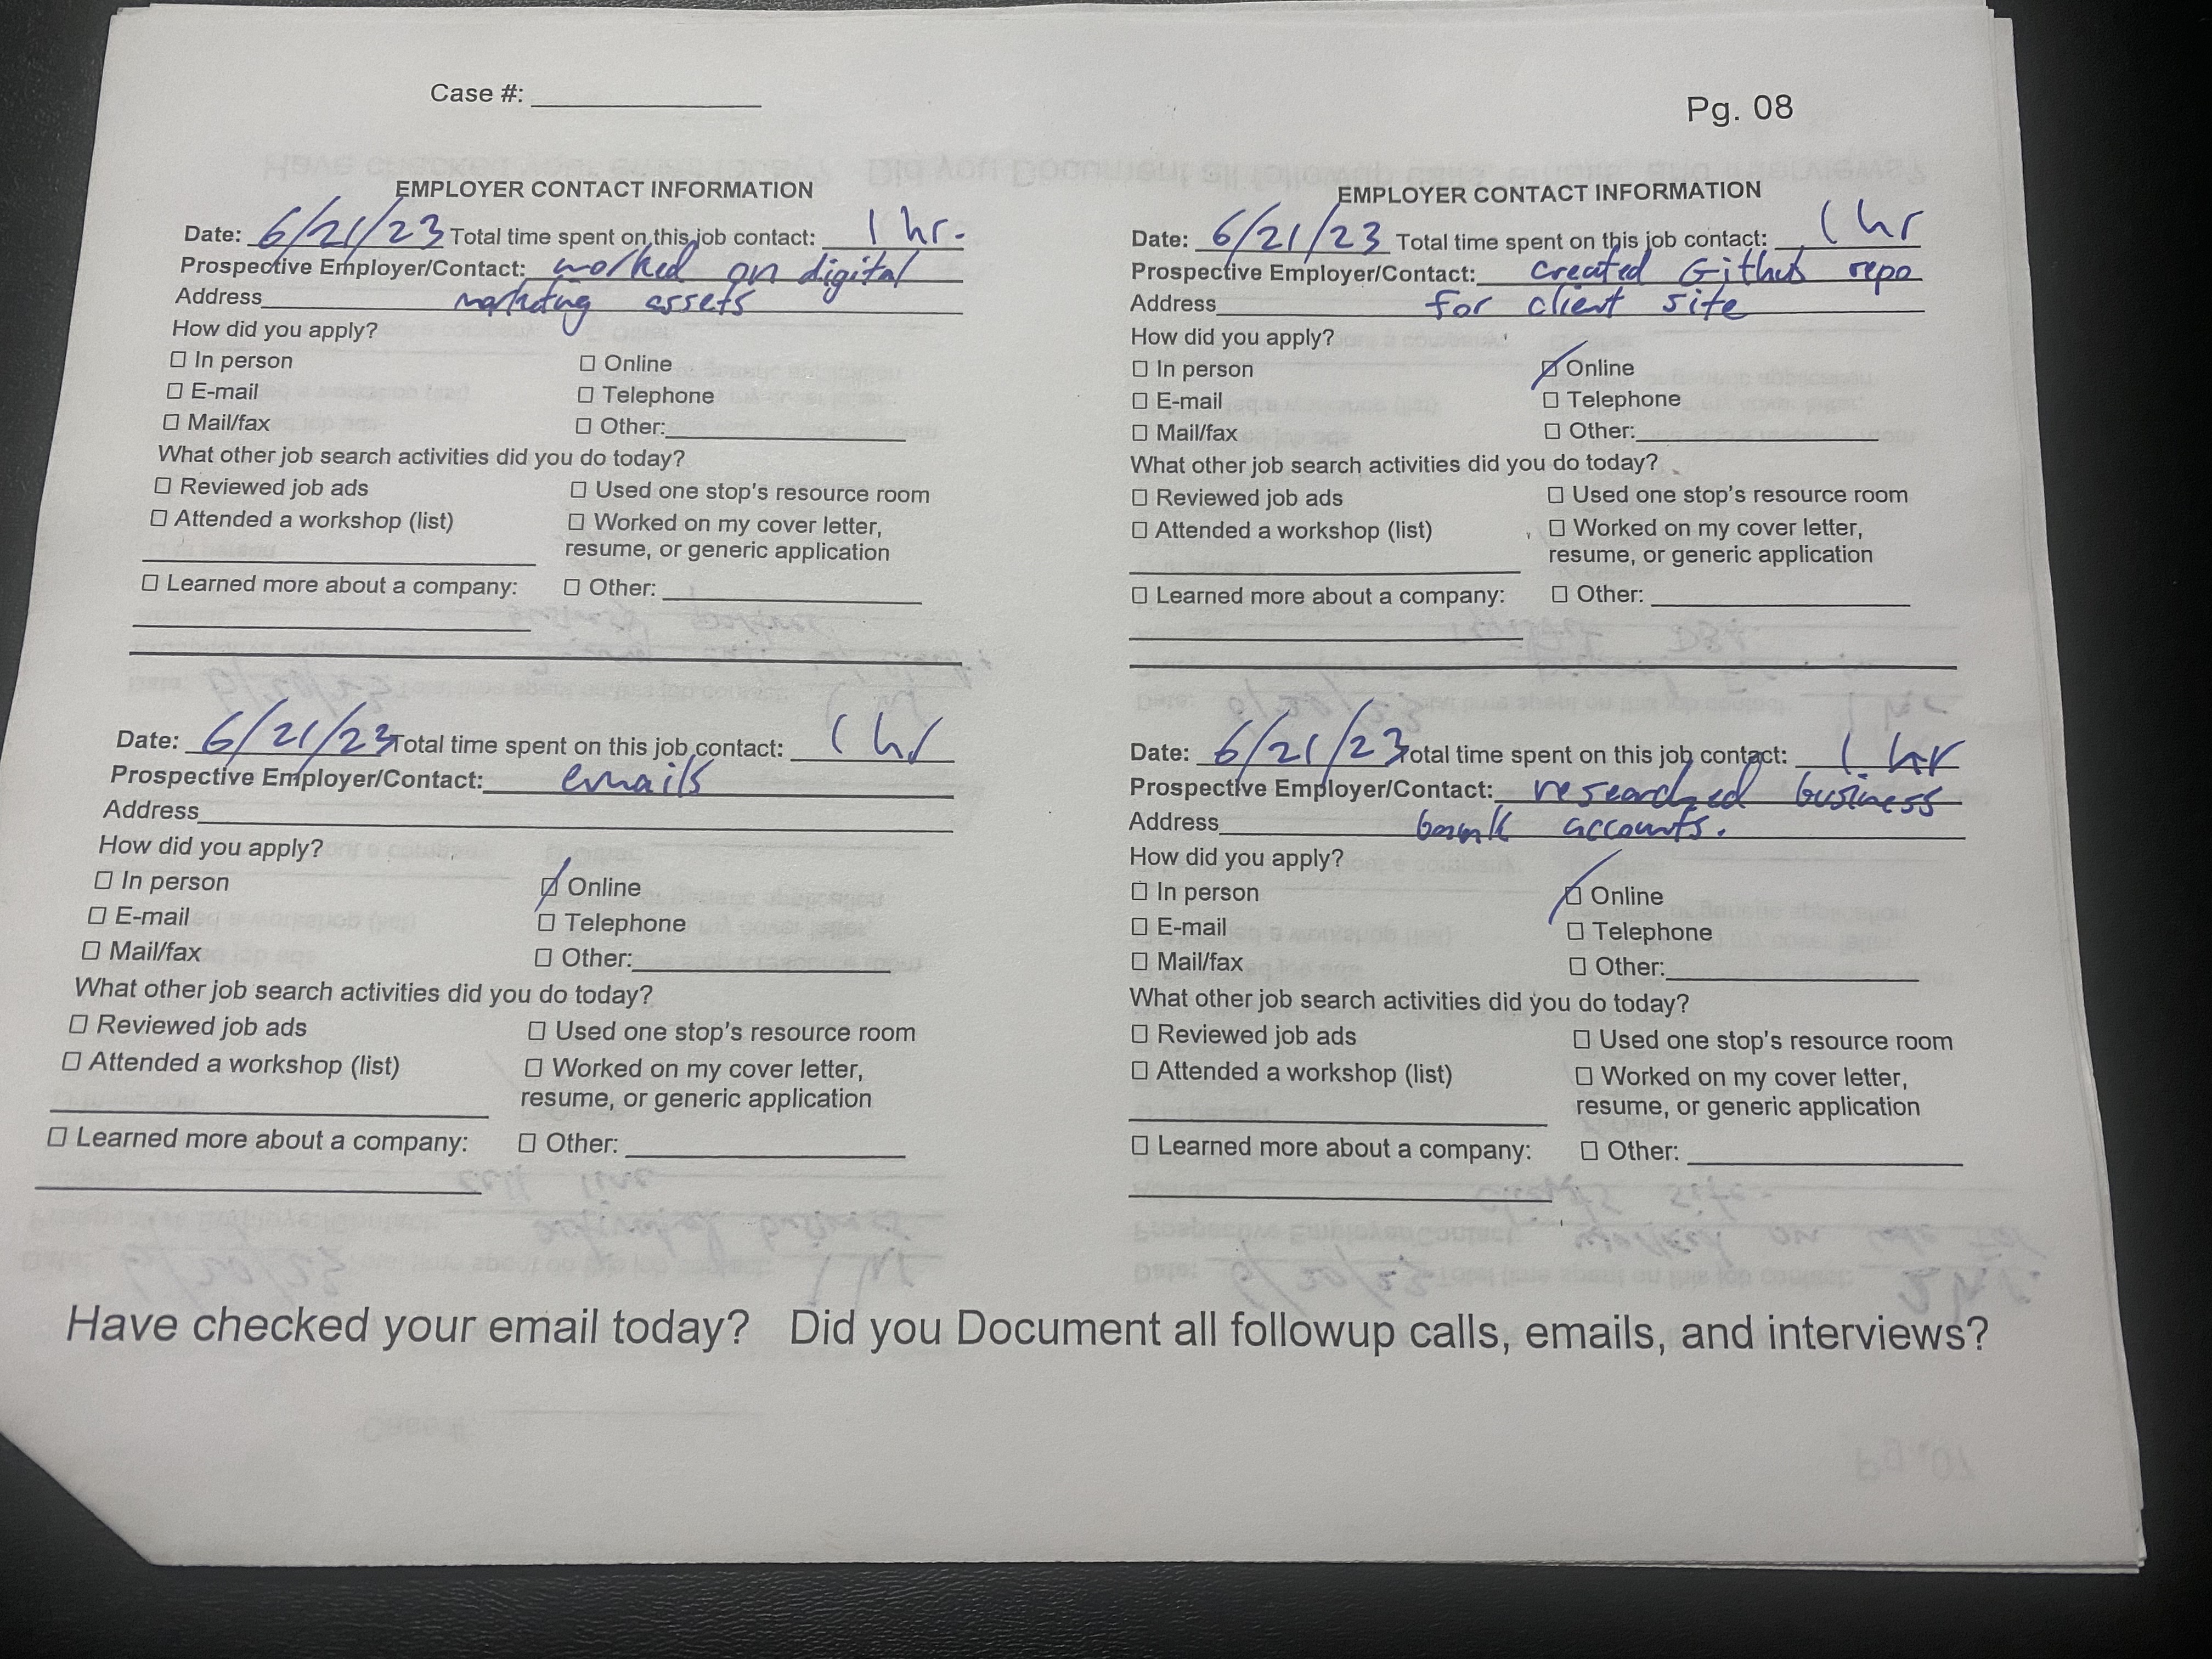 Case #:
Pg. 08
EMPLOYER CONTACT INFORMATION
Date: 6/21/23 Total time spent on this job contact: 1 hr.
Prospective Employer/Contact: worked on digital
Address marketing assets
How did you apply?
☐ In person ☐ Online
☐ E-mail ☐ Telephone
☐ Mail/fax ☐ Other:
What other job search activities did you do today?
☐ Reviewed job ads ☐ Used one stop's resource room
☐ Attended a workshop (list) ☐ Worked on my cover letter,
resume, or generic application
☐ Learned more about a company: ☐ Other:
EMPLOYER CONTACT INFORMATION
Date: 6/21/23 Total time spent on this job contact: 1 hr
Prospective Employer/Contact: created Github repo
Address for client site
How did you apply?
☐ In person ☑ Online
☐ E-mail ☐ Telephone
☐ Mail/fax ☐ Other:
What other job search activities did you do today?
☐ Reviewed job ads ☐ Used one stop's resource room
☐ Attended a workshop (list) ☐ Worked on my cover letter,
resume, or generic application
☐ Learned more about a company: ☐ Other:
Date: 6/21/23 Total time spent on this job contact: 1 hr
Prospective Employer/Contact: emails
Address
How did you apply?
☐ In person ☑ Online
☐ E-mail ☐ Telephone
☐ Mail/fax ☐ Other:
What other job search activities did you do today?
☐ Reviewed job ads ☐ Used one stop's resource room
☐ Attended a workshop (list) ☐ Worked on my cover letter,
resume, or generic application
☐ Learned more about a company: ☐ Other:
Date: 6/21/23 Total time spent on this job contact: 1 hr
Prospective Employer/Contact: researched business
Address bank accounts.
How did you apply?
☐ In person ☑ Online
☐ E-mail ☐ Telephone
☐ Mail/fax ☐ Other:
What other job search activities did you do today?
☐ Reviewed job ads ☐ Used one stop's resource room
☐ Attended a workshop (list) ☐ Worked on my cover letter,
resume, or generic application
☐ Learned more about a company: ☐ Other:
Have checked your email today? Did you Document all followup calls, emails, and interviews?